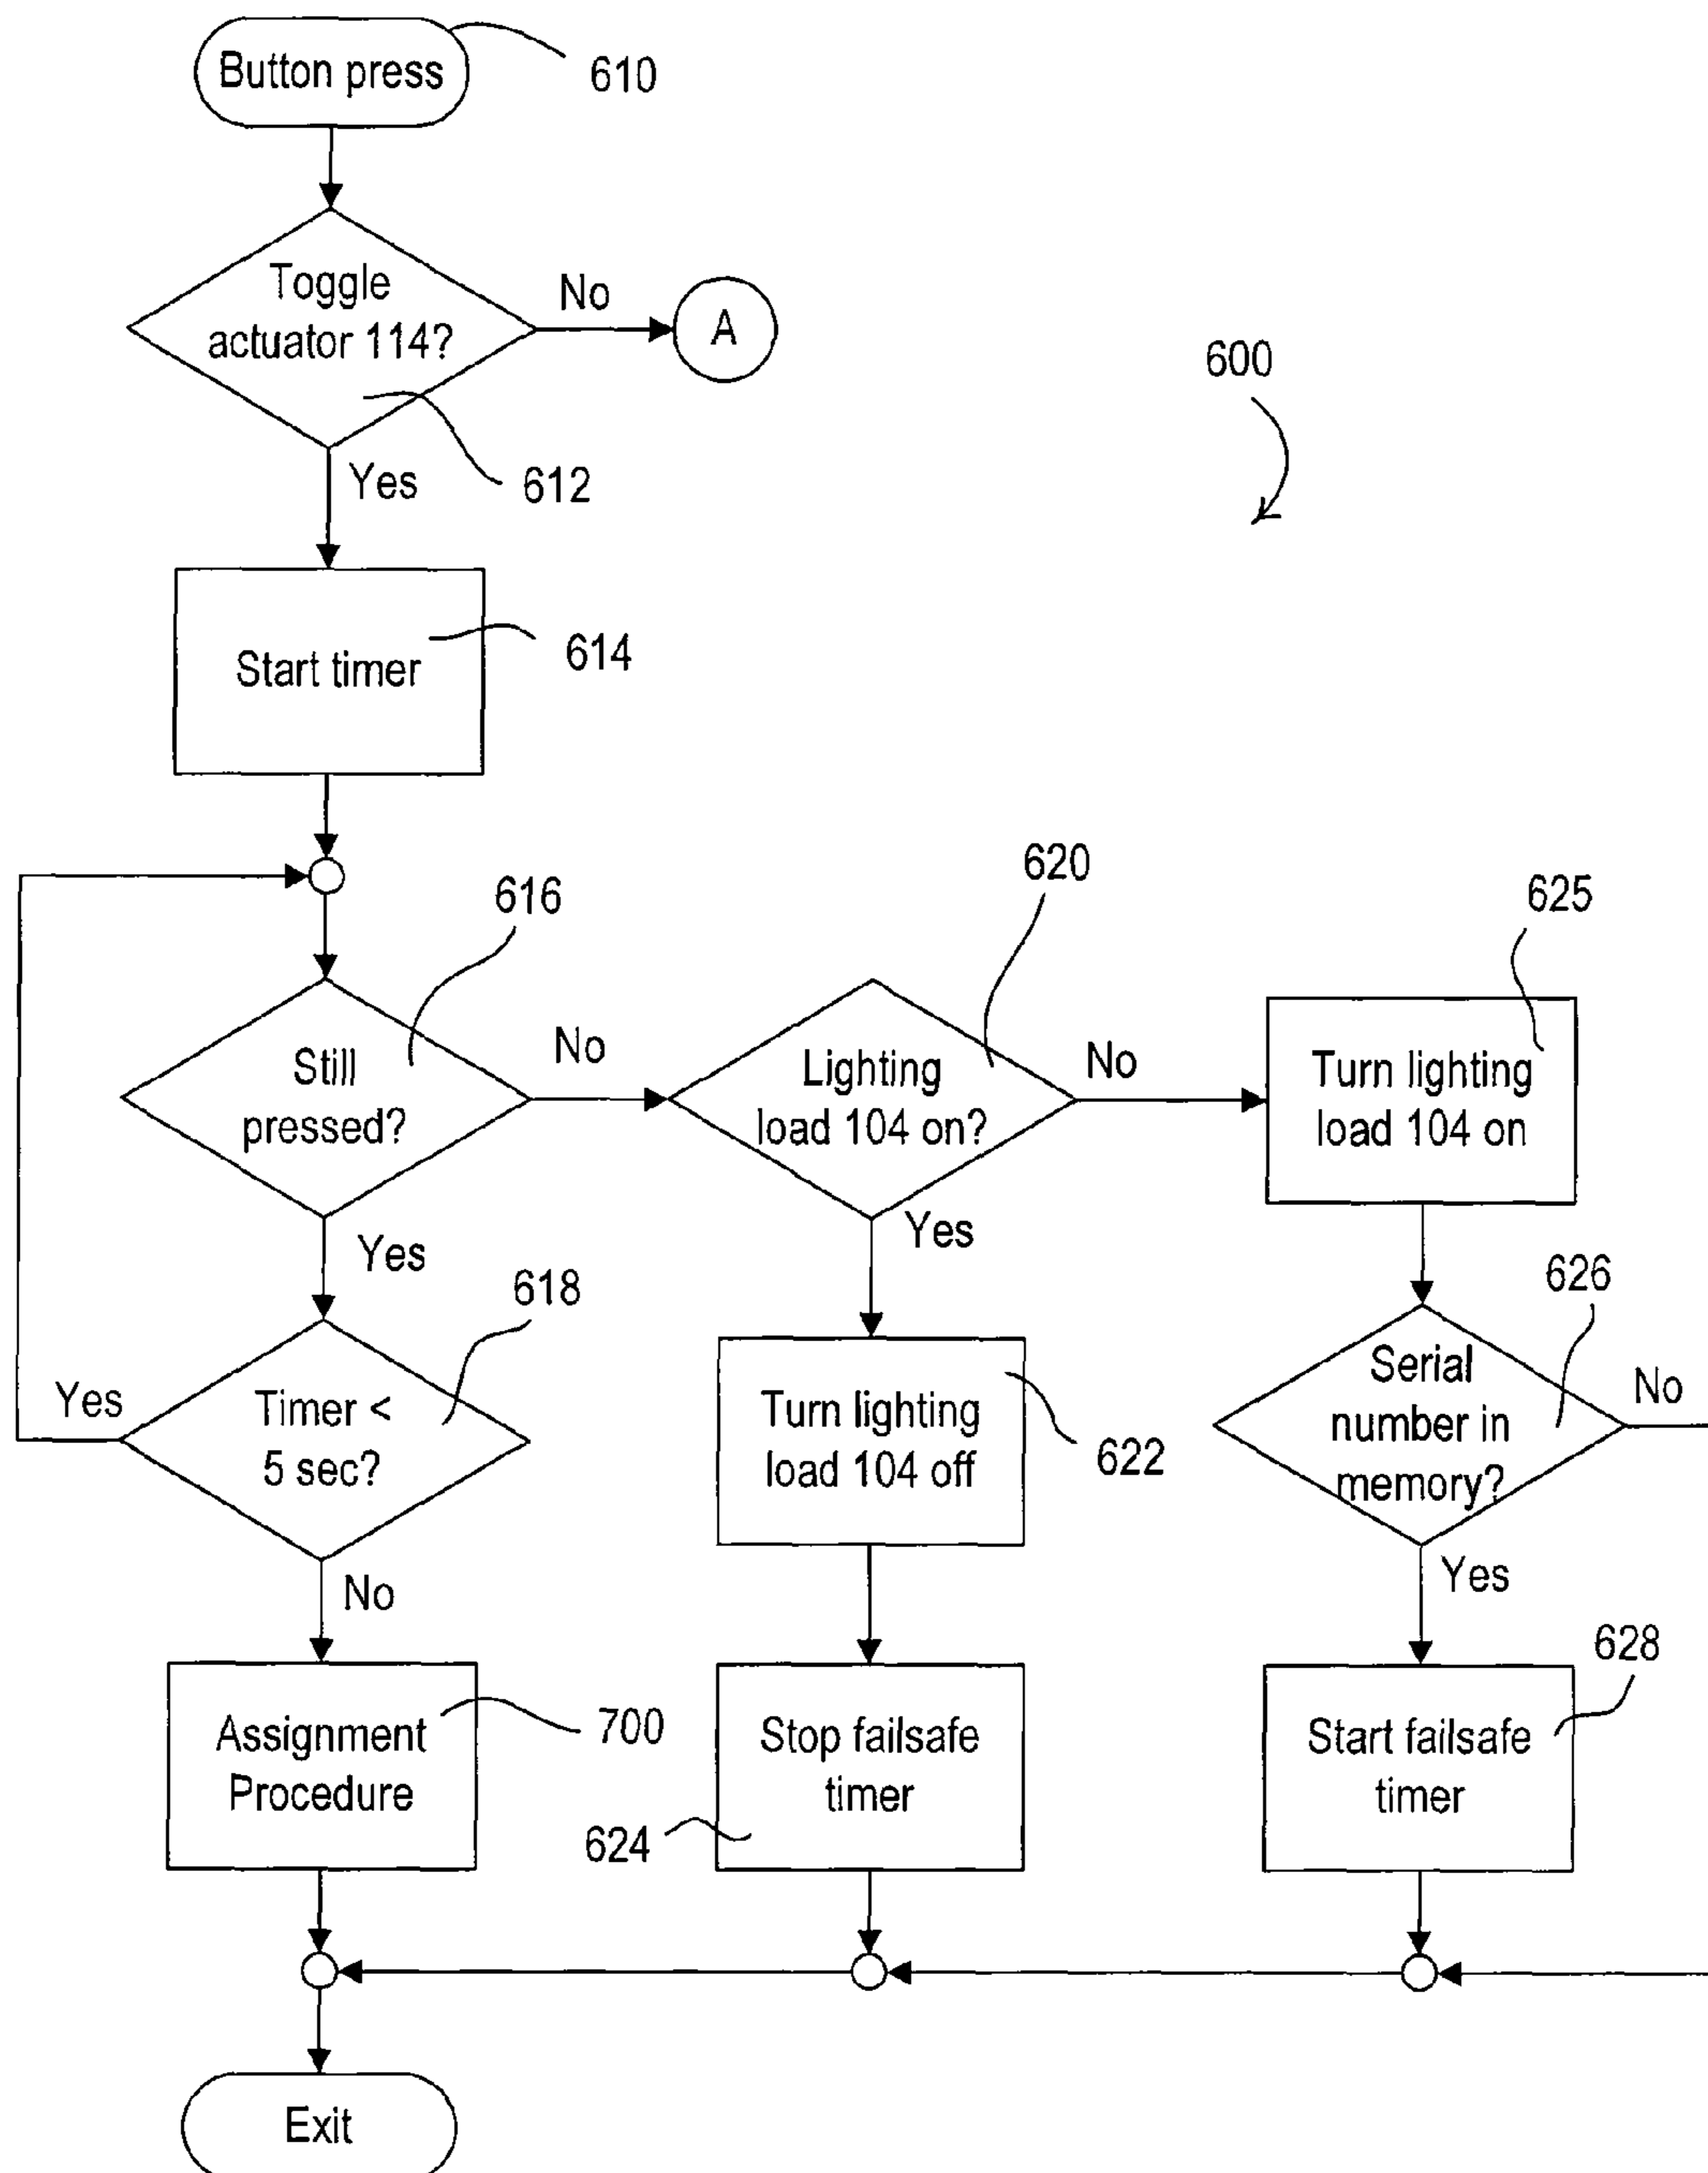 Button press
610
Toggle
actuator 114?
No
A
612
Yes
600
Start timer
614
616
Still
pressed?
No
Yes
620
Lighting
load 104 on?
No
Yes
625
Turn lighting
load 104 on
618
Timer <
5 sec?
Yes
No
Turn lighting
load 104 off
622
626
Serial
number in
memory?
No
Yes
Assignment
Procedure
700
Stop failsafe
timer
624
628
Start failsafe
timer
Exit